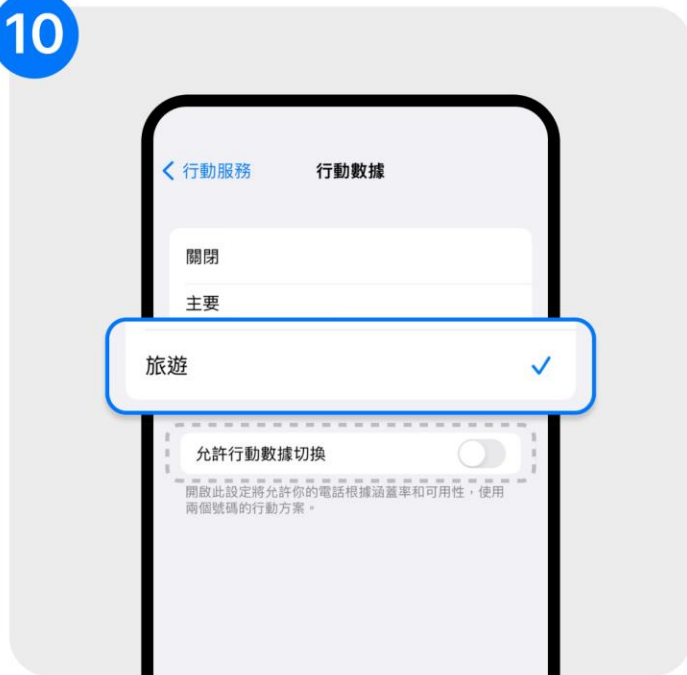 10
行動服務 行動數據
關閉
主要
旅遊
允許行動數據切換
開啟此設定將允許你的電話根據涵蓋率和可用性，使用
兩個號碼的行動方案。